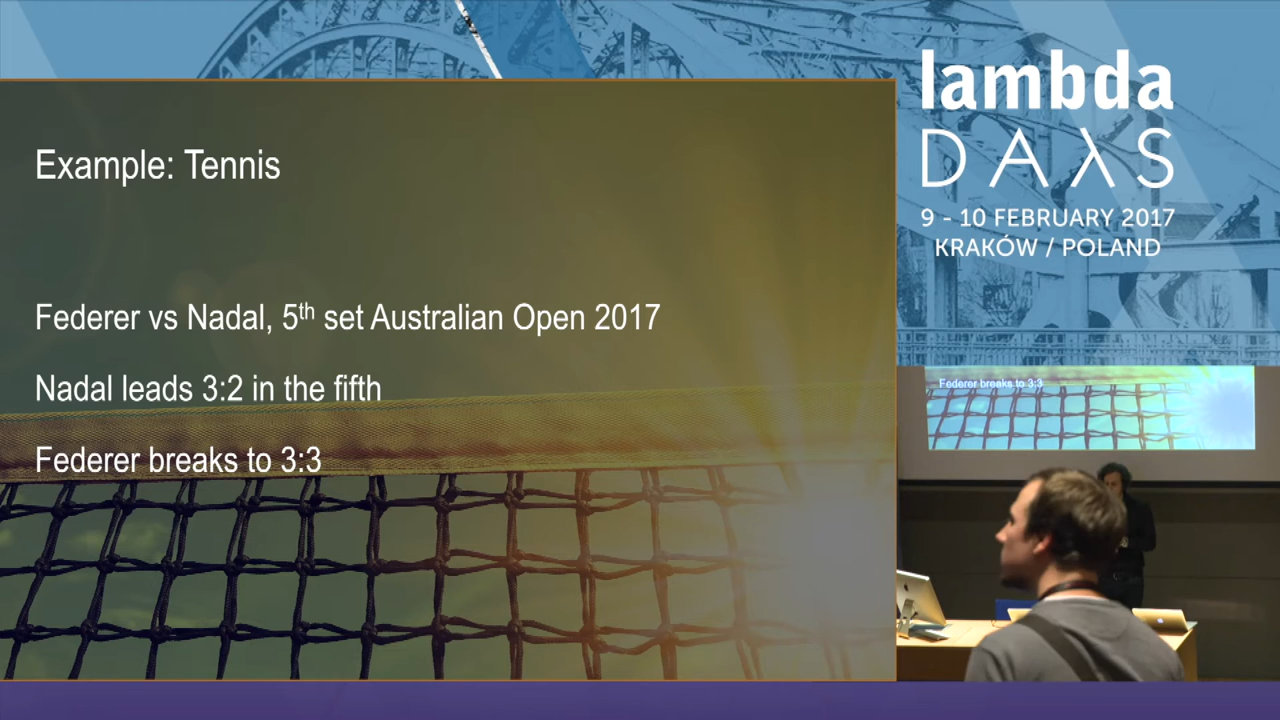 Example: Tennis
Federer vs Nadal, 5th set Australian Open 2017
Nadal leads 3:2 in the fifth
Federer breaks to 3:3
lambda
DAλS
9 - 10 FEBRUARY 2017
KRAKÓW / POLAND
Federer breaks to 3:3